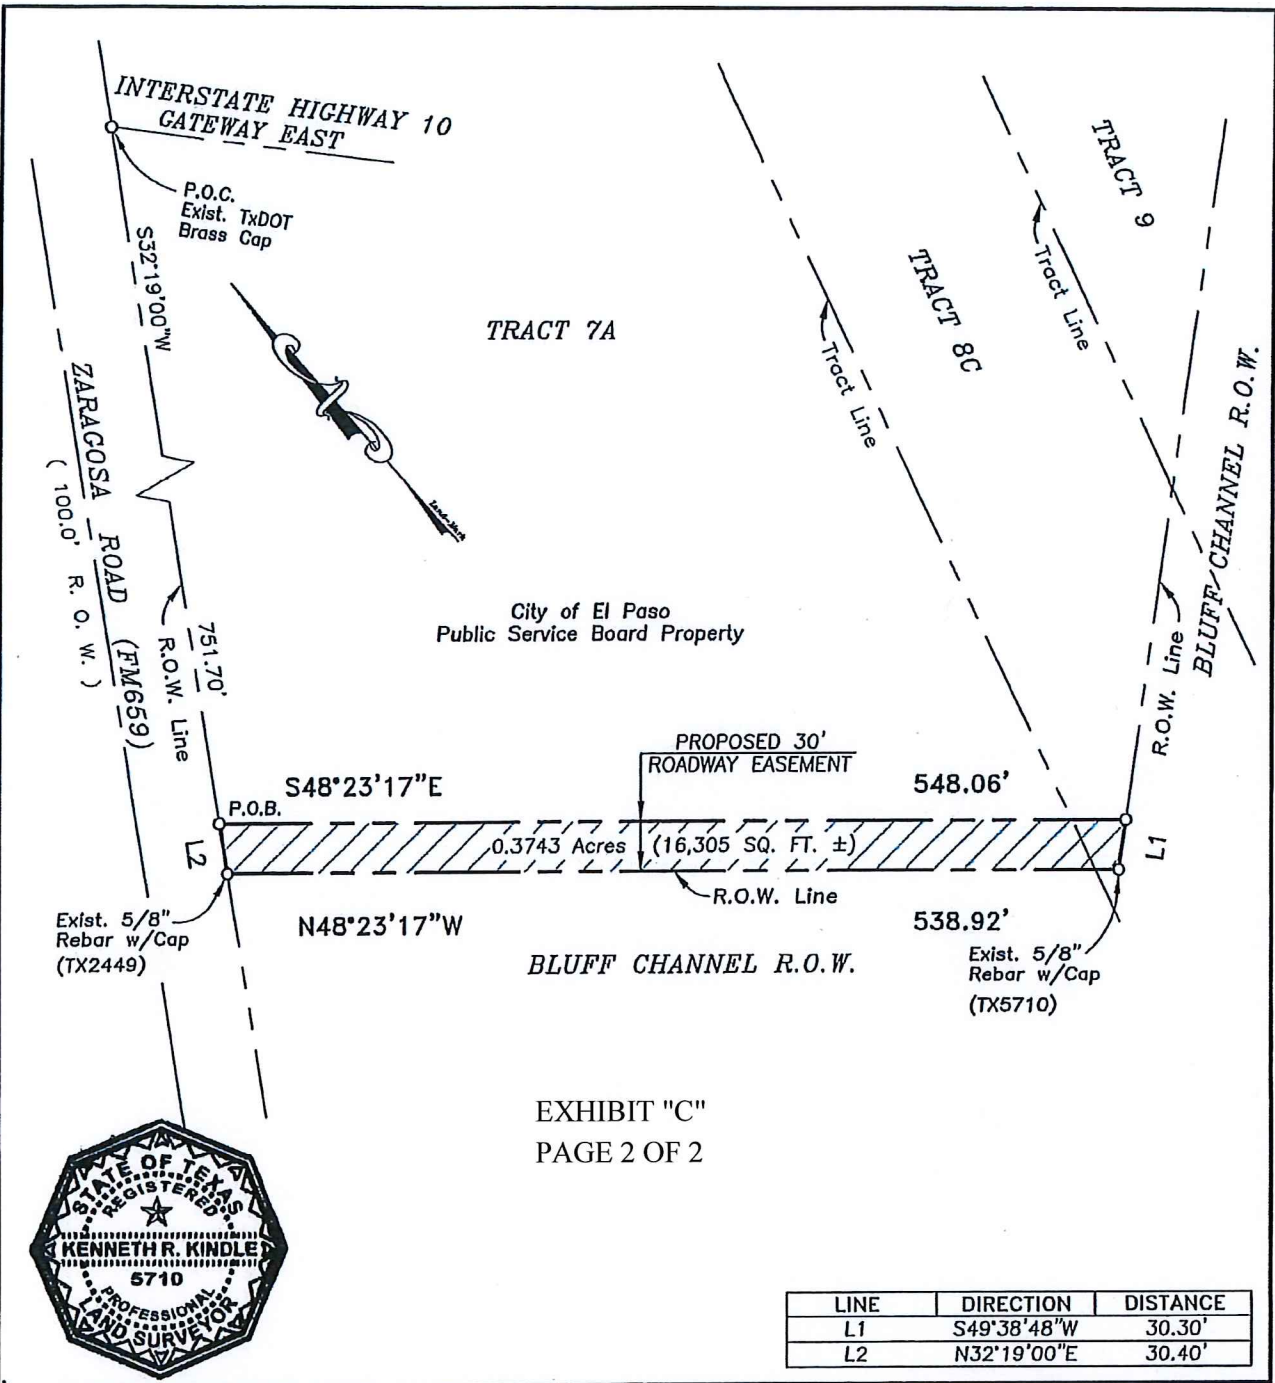 INTERSTATE HIGHWAY 10
GATEWAY EAST
P.O.C.
Exist. TxDOT
Brass Cap
S32°19'00"W
ZARAGOSA ROAD (FM659)
( 100.0' R. O. W. )
751.70'
R.O.W. Line
TRACT 7A
TRACT 8C
TRACT 9
Tract Line
Tract Line
City of El Paso
Public Service Board Property
BLUFF CHANNEL R.O.W.
R.O.W. Line
PROPOSED 30'
ROADWAY EASEMENT
S48°23'17"E
548.06'
P.O.B.
0.3743 Acres (16,305 SQ. FT. ±)
L2
L1
R.O.W. Line
Exist. 5/8"
Rebar w/Cap
(TX2449)
N48°23'17"W
538.92'
BLUFF CHANNEL R.O.W.
Exist. 5/8"
Rebar w/Cap
(TX5710)
EXHIBIT "C"
PAGE 2 OF 2
STATE OF TEXAS
REGISTERED
KENNETH R. KINDLE
5710
PROFESSIONAL
LAND SURVEYOR
LINE DIRECTION DISTANCE
L1 S49°38'48"W 30.30'
L2 N32°19'00"E 30.40'